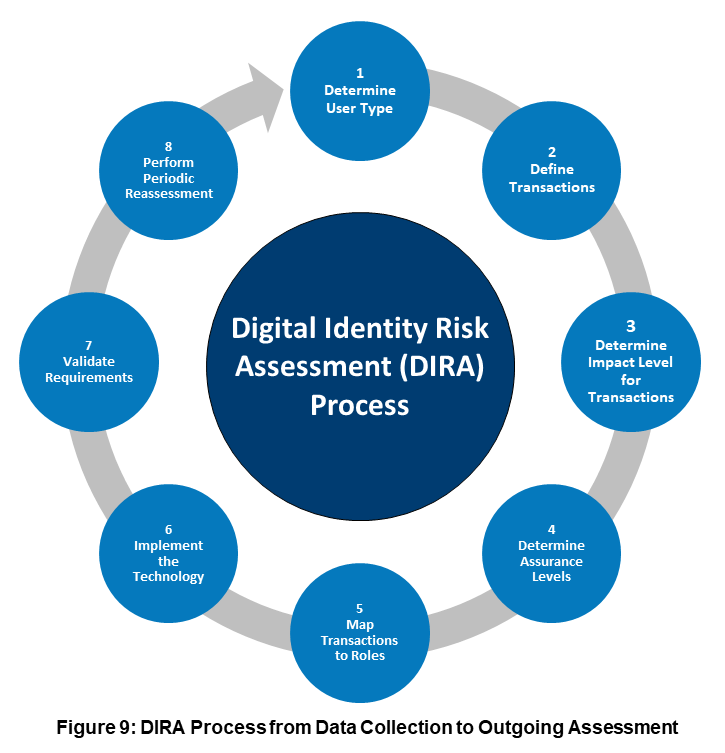 1
Determine
User Type
2
Define
Transactions
3
Determine
Impact Level
for
Transactions
4
Determine
Assurance
Levels
5
Map
Transactions
to Roles
6
Implement
the
Technology
7
Validate
Requirements
8
Perform
Periodic
Reassessment
Digital Identity Risk
Assessment (DIRA)
Process
Figure 9: DIRA Process from Data Collection to Outgoing Assessment